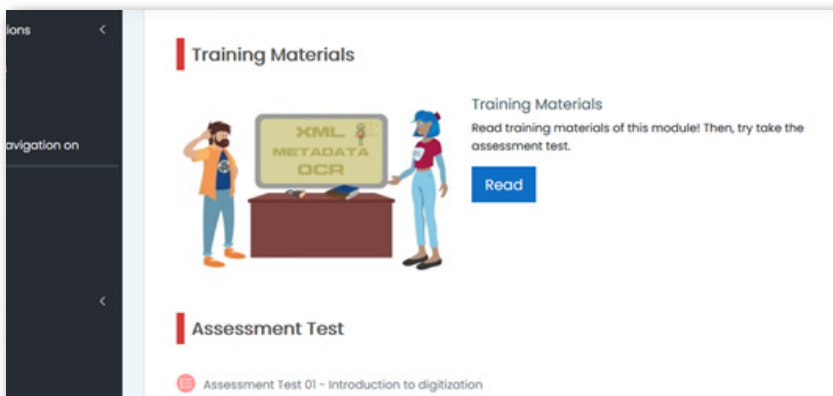 ions
avigation on
Training Materials
XML
METADATA
OCR
Training Materials
Read training materials of this module! Then, try take the
assessment test.
Read
Assessment Test
Assessment Test 01 - Introduction to digitization